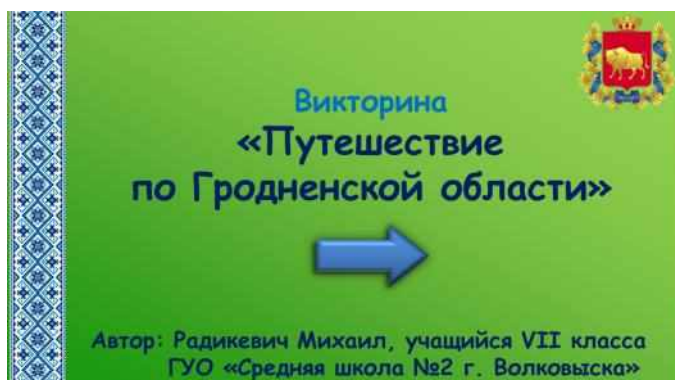 Викторина
«Путешествие
по Гродненской области»
Автор: Радикевич Михаил, учащийся VII класса
ГУО «Средняя школа №2 г. Волковыска»